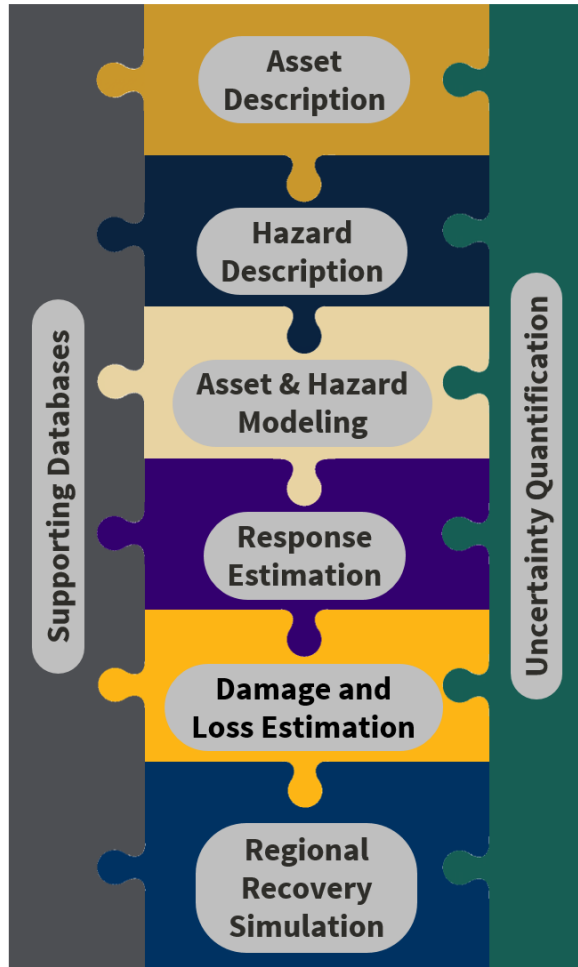 Asset
Description
Hazard
Description
Asset & Hazard
Modeling
Response
Estimation
Damage and
Loss Estimation
Regional
Recovery
Simulation
Supporting Databases
Uncertainty Quantification